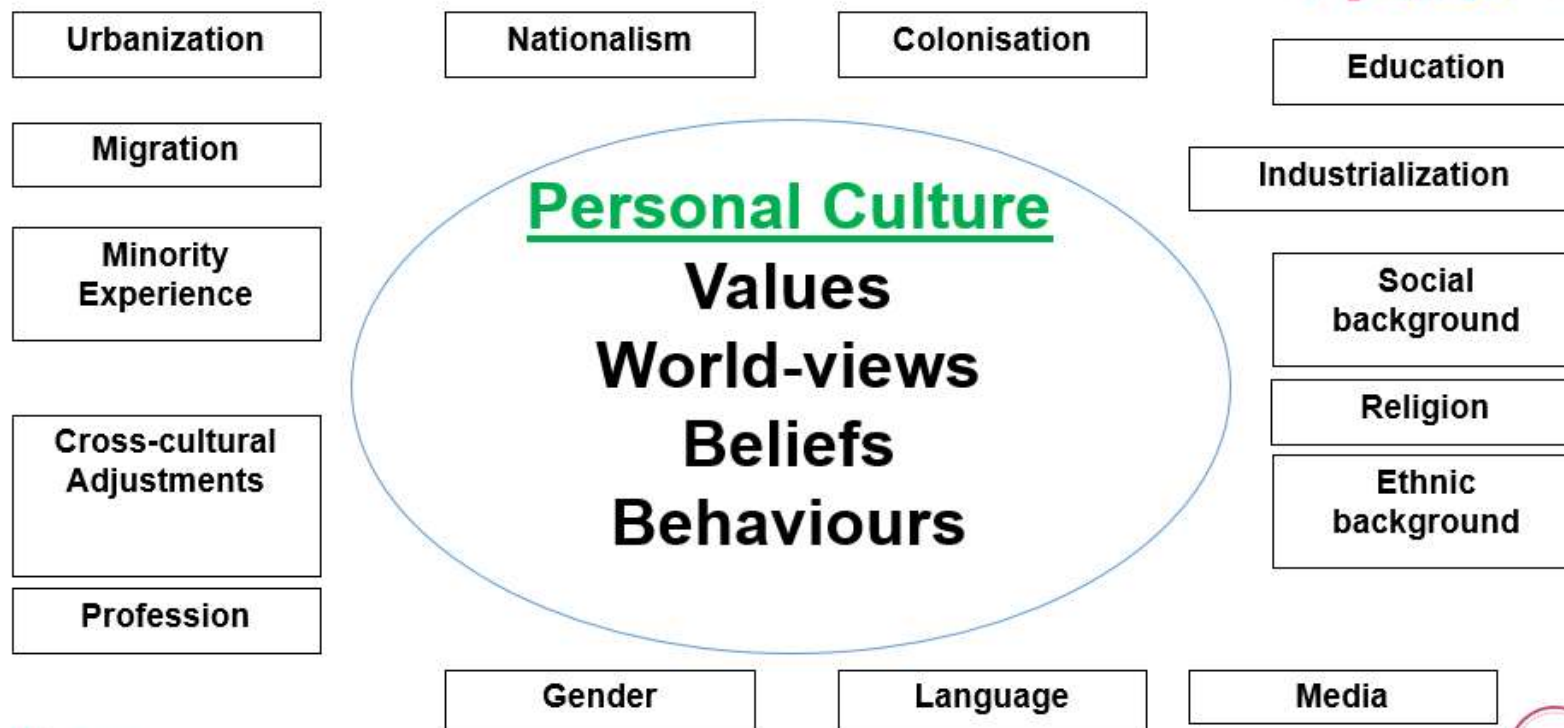 Urbanization
Nationalism
Colonisation
Education
Migration
Industrialization
Personal Culture
Values
World-views
Beliefs
Behaviours
Minority
Experience
Social
background
Cross-cultural
Adjustments
Religion
Ethnic
background
Profession
Gender
Language
Media